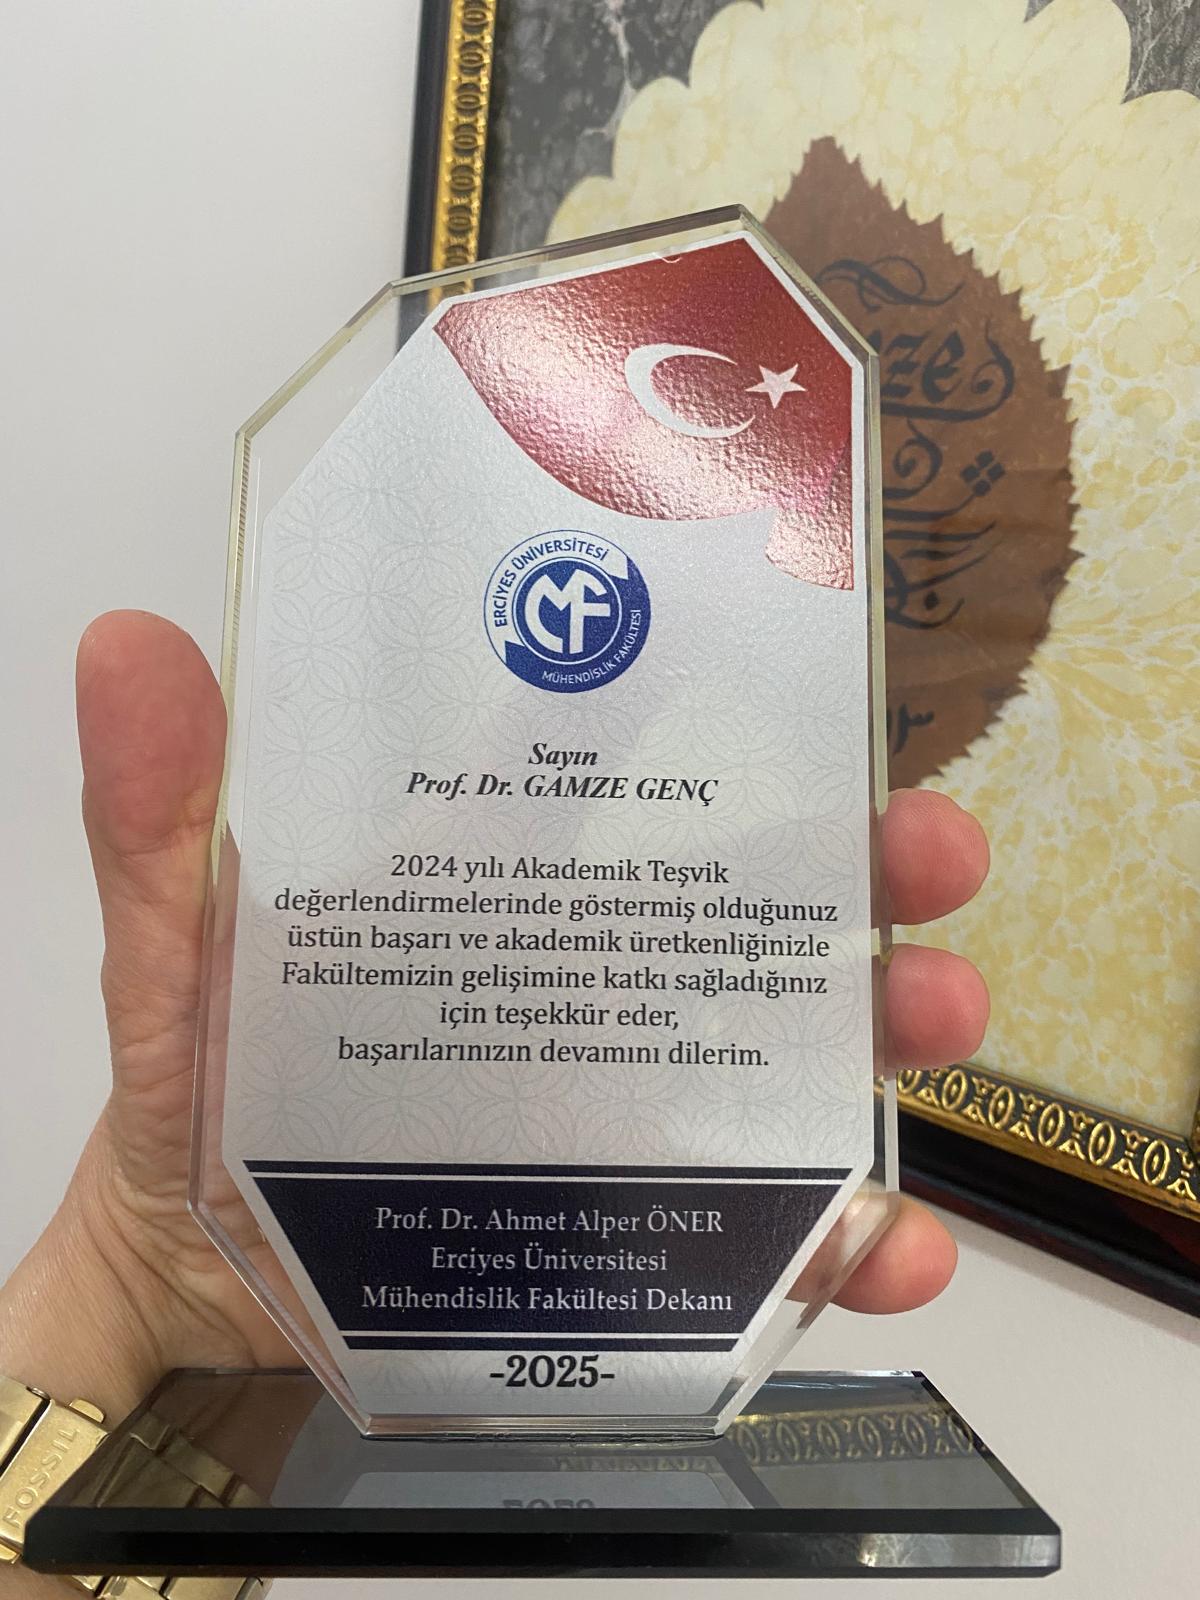 ERCİYES ÜNİVERSİTESİ
MF
MÜHENDİSLİK FAKÜLTESİ
Sayın
Prof. Dr. GAMZE GENÇ
2024 yılı Akademik Teşvik
değerlendirmelerinde göstermiş olduğunuz
üstün başarı ve akademik üretkenliğinizle
Fakültemizin gelişimine katkı sağladığınız
için teşekkür eder,
başarılarınızın devamını dilerim.
Prof. Dr. Ahmet Alper ÖNER
Erciyes Üniversitesi
Mühendislik Fakültesi Dekanı
-2025-
FOSSIL